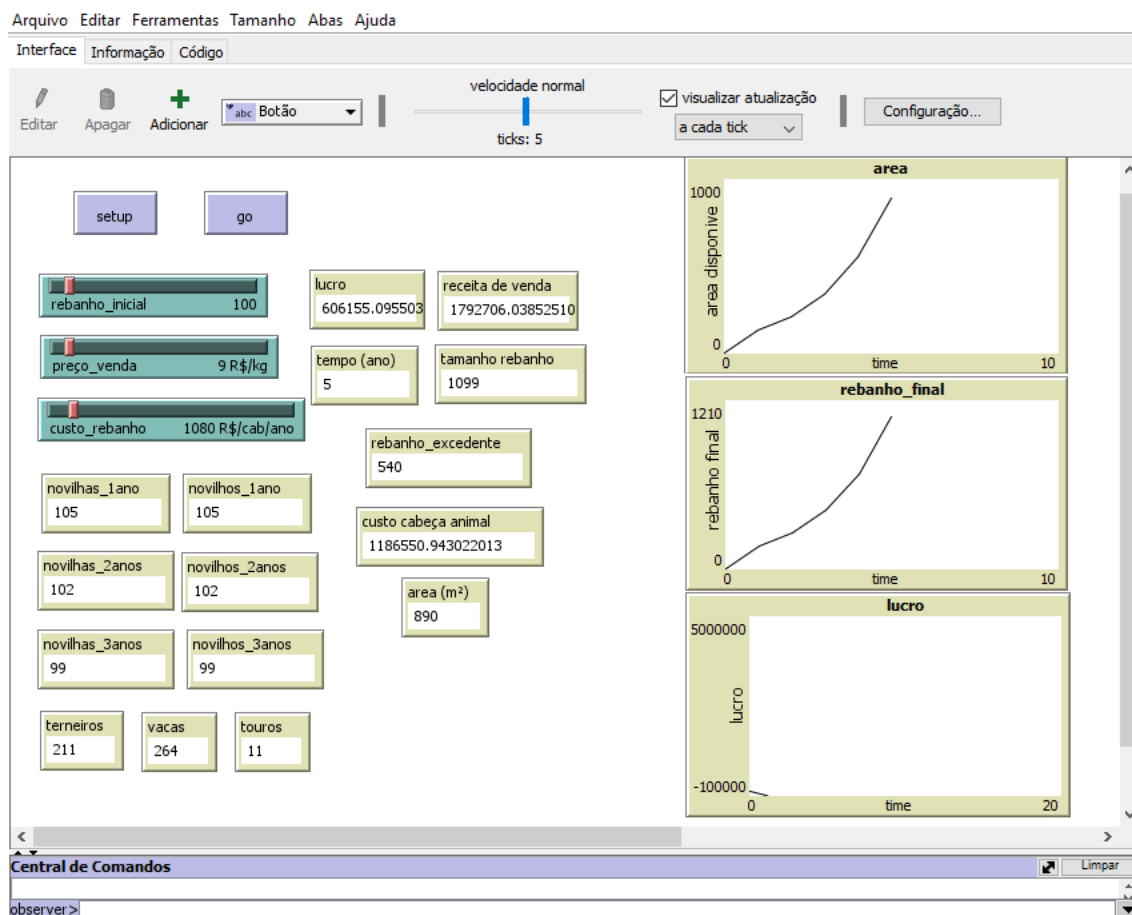 Arquivo Editar Ferramentas Tamanho Abas Ajuda
Interface Informação Código
Editar Apagar Adicionar
abc Botão
velocidade normal
ticks: 5
visualizar atualização
a cada tick
Configuração...
setup go
rebanho_inicial 100
preço_venda 9 R$/kg
custo_rebanho 1080 R$/cab/ano
lucro
606155.095503
receita de venda
1792706.03852510
tempo (ano)
5
tamanho rebanho
1099
rebanho_excedente
540
custo cabeça animal
1186550.943022013
area (m²)
890
novilhas_1ano
105
novilhos_1ano
105
novilhas_2anos
102
novilhos_2anos
102
novilhas_3anos
99
novilhos_3anos
99
terneiros
211
vacas
264
touros
11
area
1000
area disponive
0
0 time 10
rebanho_final
1210
rebanho final
0
0 time 10
lucro
5000000
lucro
-100000
0 time 20
Central de Comandos
Limpar
observer>